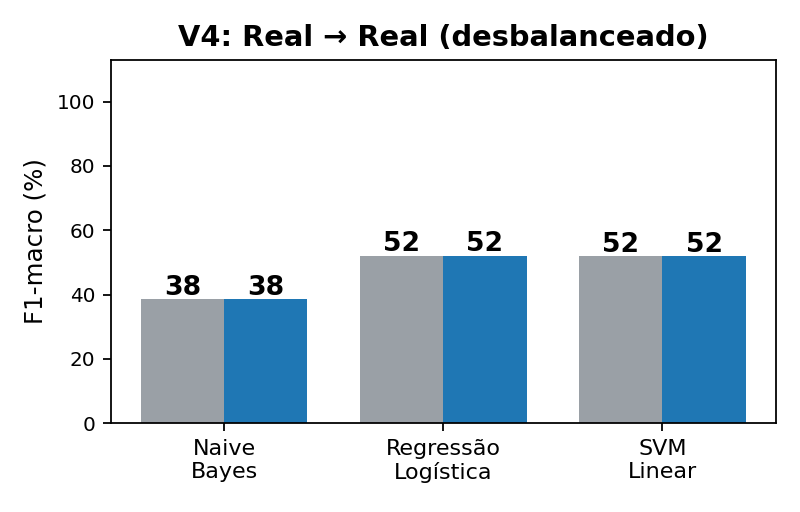 V4: Real → Real (desbalanceado)
F1-macro (%)
100
80
60
40
20
0
38 38
52 52
52 52
Naive
Bayes
Regressão
Logística
SVM
Linear